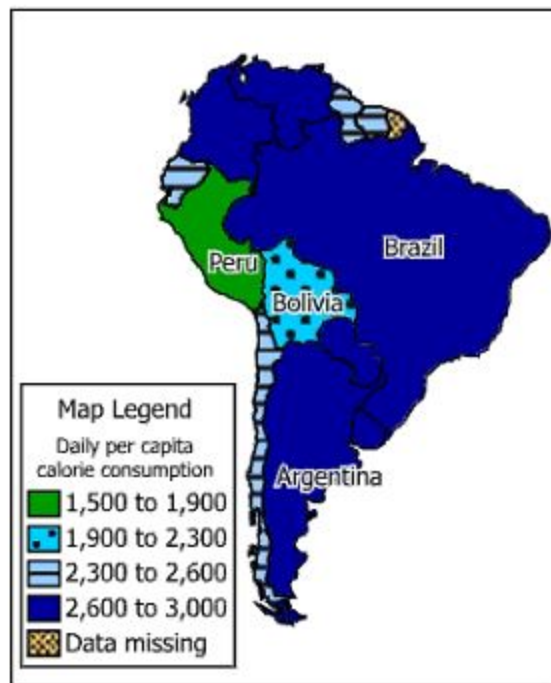 Peru
Brazil
Bolivia
Argentina
Map Legend
Daily per capita
calorie consumption
1,500 to 1,900
1,900 to 2,300
2,300 to 2,600
2,600 to 3,000
Data missing